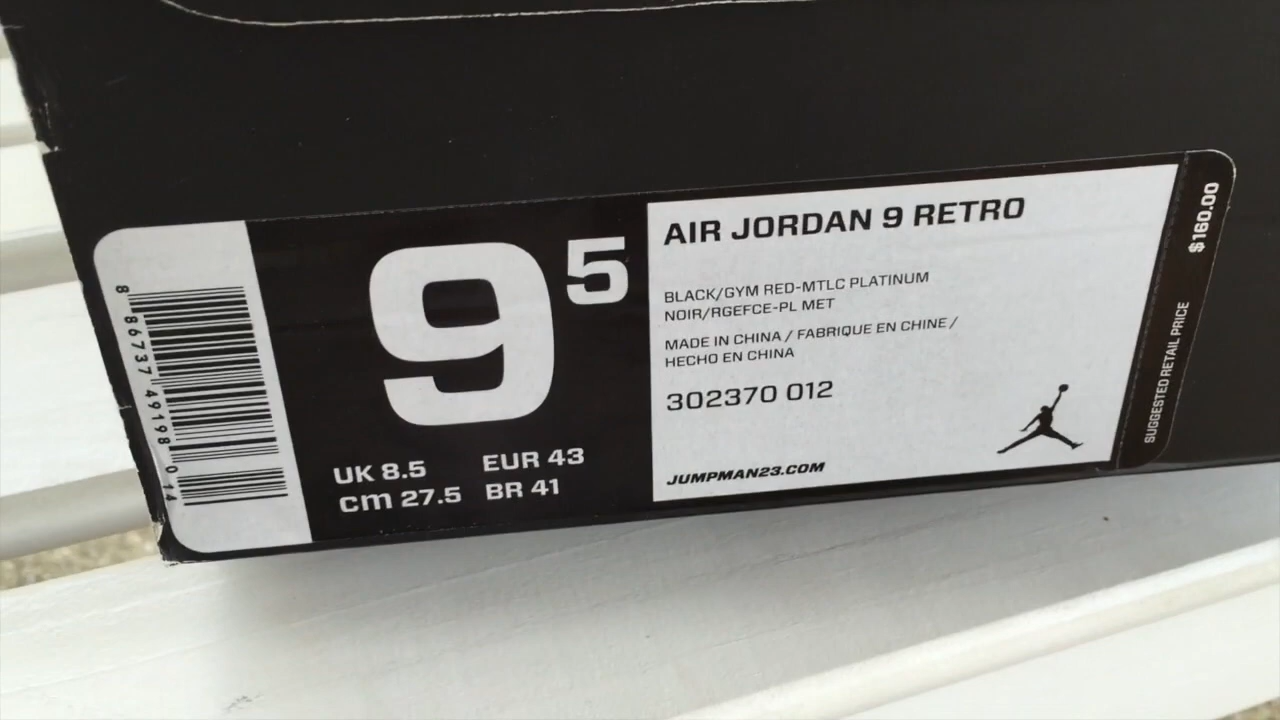 8 86737 49198 0 14
9 5
UK 8.5 EUR 43
cm 27.5 BR 41
AIR JORDAN 9 RETRO
BLACK/GYM RED-MTLC PLATINUM
NOIR/RGEFCE-PL MET
MADE IN CHINA / FABRIQUE EN CHINE /
HECHO EN CHINA
302370 012
JUMPMAN23.COM
SUGGESTED RETAIL PRICE $160.00